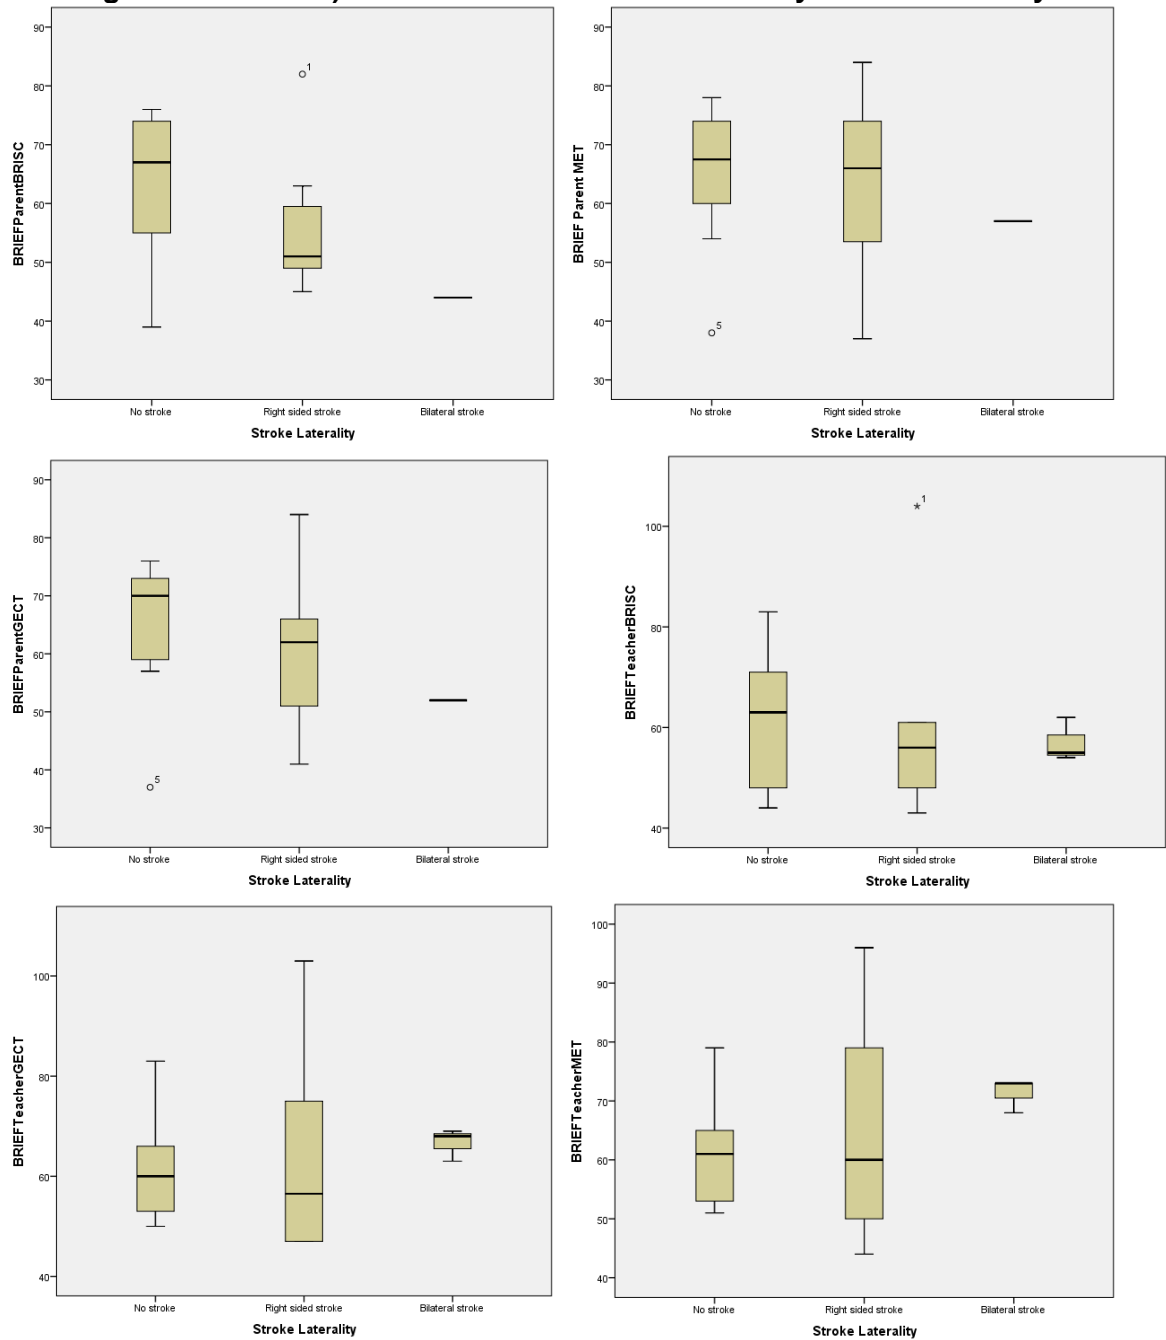 90
80
70
60
50
40
30
BRIEFParentBRISC
1
No stroke Right sided stroke Bilateral stroke
Stroke Laterality
90
80
70
60
50
40
30
BRIEF Parent MET
5
No stroke Right sided stroke Bilateral stroke
Stroke Laterality
90
80
70
60
50
40
30
BRIEFParentGECT
5
No stroke Right sided stroke Bilateral stroke
Stroke Laterality
100
80
60
40
BRIEFTeacherBRISC
1
No stroke Right sided stroke Bilateral stroke
Stroke Laterality
100
80
60
40
BRIEFTeacherGECT
No stroke Right sided stroke Bilateral stroke
Stroke Laterality
100
90
80
70
60
50
40
BRIEFTeacherMET
No stroke Right sided stroke Bilateral stroke
Stroke Laterality